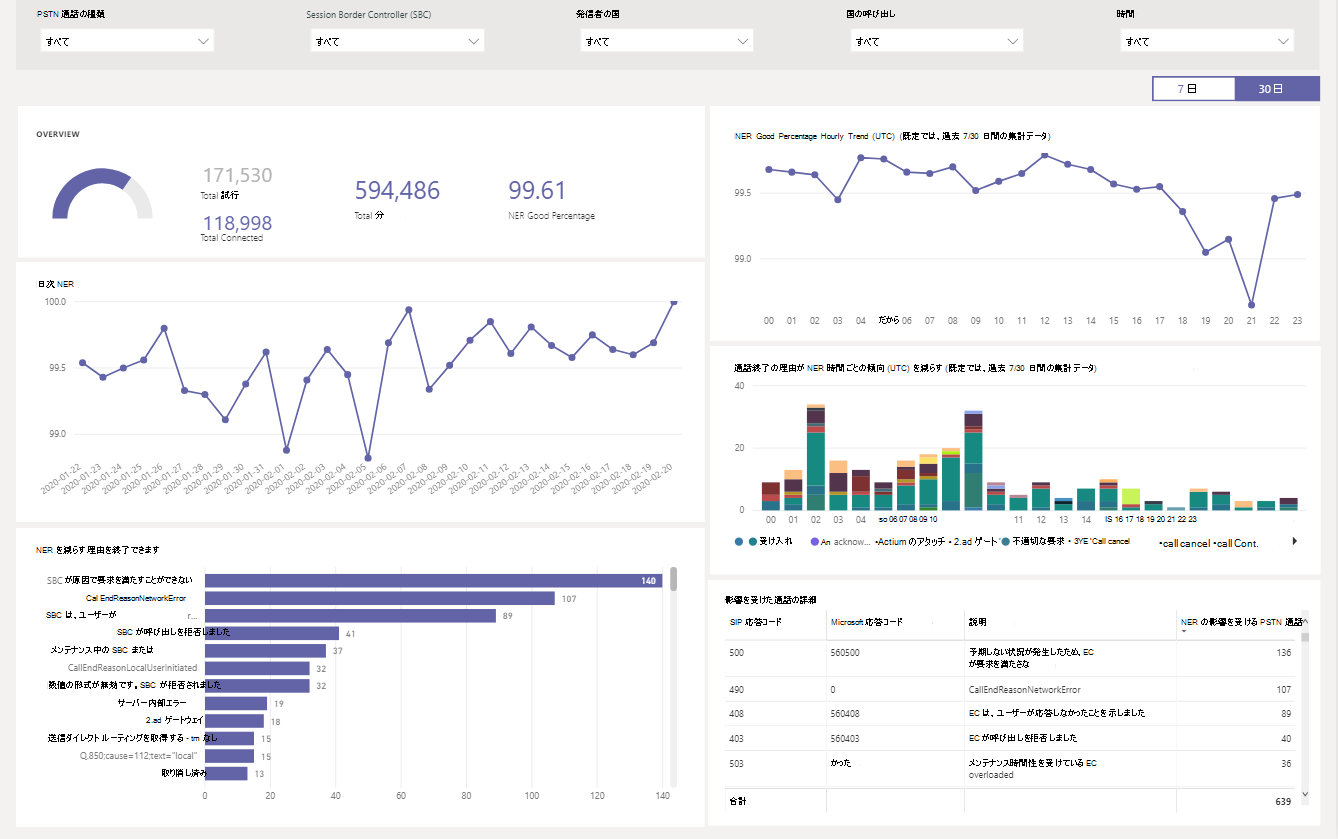 PSTN 通話の種類
Session Border Controller (SBC)
発信者の国
国の呼び出し
時間
すべて
すべて
すべて
すべて
すべて
7 日
30 日
OVERVIEW
171,530
Total 試行
118,998
Total Connected
594,486
Total 分
99.61
NER Good Percentage
NER Good Percentage Hourly Trend (UTC) (既定では、過去 7/30 日間の集計データ)
99.5
99.0
00 01 02 03 04 だから 06 07 08 09 10 11 12 13 14 15 16 17 18 19 20 21 22 23
日次 NER
100.0
99.5
99.0
2020-01-22 2020-01-23 2020-01-24 2020-01-25 2020-01-26 2020-01-27 2020-01-28 2020-01-29 2020-01-30 2020-01-31 2020-02-01 2020-02-02 2020-02-03 2020-02-04 2020-02-05 2020-02-06 2020-02-07 2020-02-08 2020-02-09 2020-02-10 2020-02-11 2020-02-12 2020-02-13 2020-02-14 2020-02-15 2020-02-16 2020-02-17 2020-02-18 2020-02-19 2020-02-20
通話終了の理由が NER 時間ごとの傾向 (UTC) を減らす (既定では、過去 7/30 日間の集計データ)
40
20
0
00 01 02 03 04 so 06 07 08 09 10 11 12 13 14 IS 16 17 18 19 20 21 22 23
受け入れ An acknow... •Actium のアタッチ・2.ad ゲート 不適切な要求・3YE 'Call cancel •call cancel •call Cont.
NER を減らす理由を終了できます
SBC が原因で要求を満たすことができない 140
Cal EndReasonNetworkError 107
SBC は、ユーザーが r... 89
SBC が呼び出しを拒否しました 41
メンテナンス中の SBC または 37
CallEndReasonLocalUserInitiated 32
数値の形式が無効です。SBC が拒否されました 32
サーバー内部エラー 19
2.ad ゲートウェイ 18
送信ダイレクト ルーティングを取得する - tm なし 15
Q.850;cause=112;text="local" 15
取り消し済み 13
0 20 40 60 80 100 120 140
影響を受けた通話の詳細
SIP 応答コード Microsoft 応答コード 説明 NER の影響を受ける PSTN 通話
500 560500 予期しない状況が発生したため、EC 136
が要求を満たさな
490 0 CallEndReasonNetworkError 107
408 560408 EC は、ユーザーが応答しなかったことを示しました 89
403 560403 EC が呼び出しを拒否しました 40
503 かった メンテナンス時間性を受けている EC 36
overloaded
合計 639